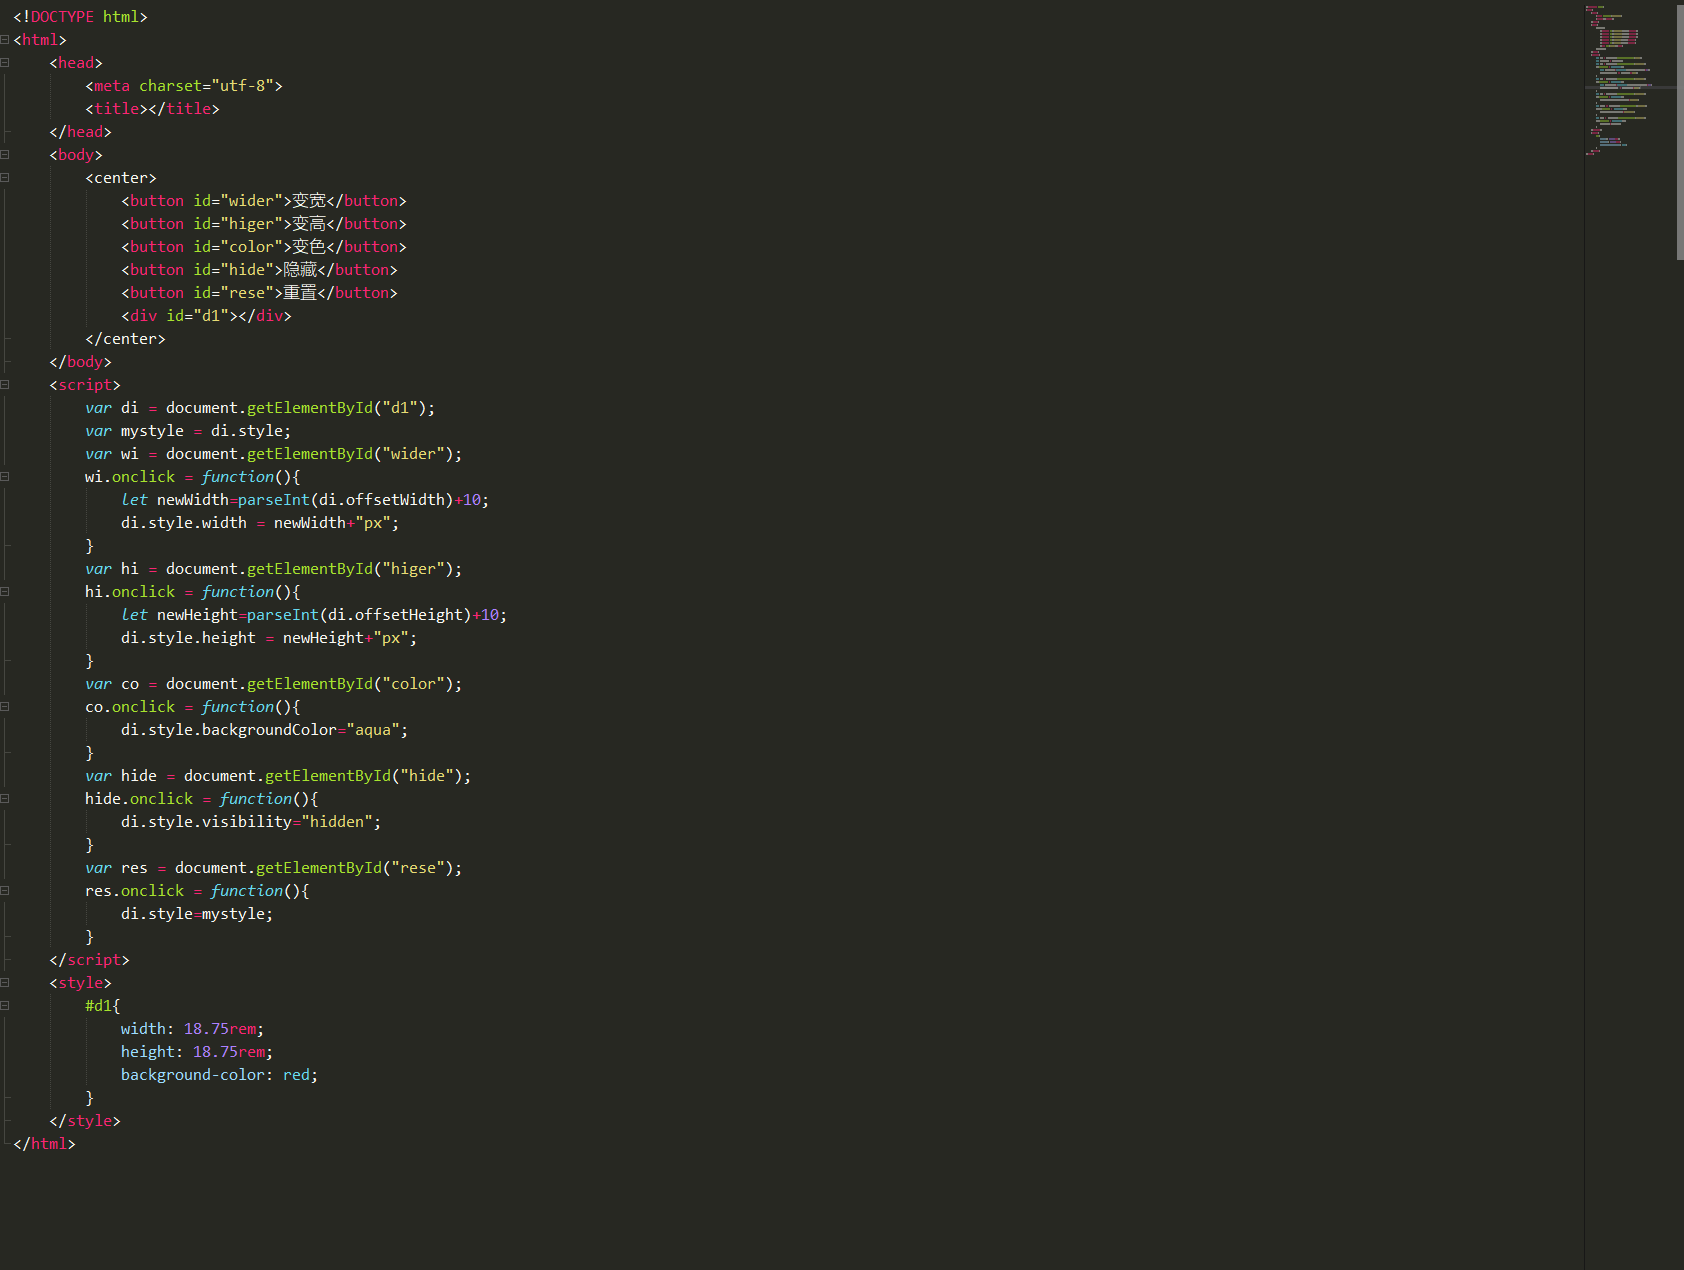 <!DOCTYPE html>
<html>
    <head>
        <meta charset="utf-8">
        <title></title>
    </head>
    <body>
        <center>
            <button id="wider">变宽</button>
            <button id="higer">变高</button>
            <button id="color">变色</button>
            <button id="hide">隐藏</button>
            <button id="rese">重置</button>
            <div id="d1"></div>
        </center>
    </body>
    <script>
        var di = document.getElementById("d1");
        var mystyle = di.style;
        var wi = document.getElementById("wider");
        wi.onclick = function(){
            let newWidth=parseInt(di.offsetWidth)+10;
            di.style.width = newWidth+"px";
        }
        var hi = document.getElementById("higer");
        hi.onclick = function(){
            let newHeight=parseInt(di.offsetHeight)+10;
            di.style.height = newHeight+"px";
        }
        var co = document.getElementById("color");
        co.onclick = function(){
            di.style.backgroundColor="aqua";
        }
        var hide = document.getElementById("hide");
        hide.onclick = function(){
            di.style.visibility="hidden";
        }
        var res = document.getElementById("rese");
        res.onclick = function(){
            di.style=mystyle;
        }
    </script>
    <style>
        #d1{
            width: 18.75rem;
            height: 18.75rem;
            background-color: red;
        }
    </style>
</html>